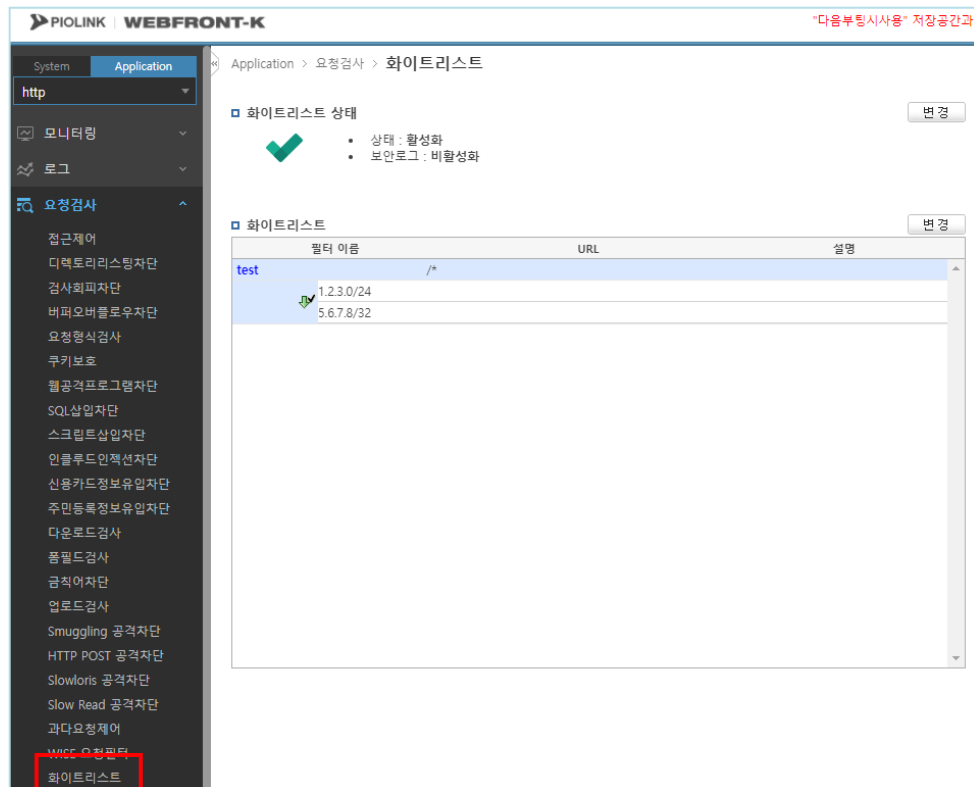 PIOLINK WEBFRONT-K
"다음부팅시사용" 저장공간과
System Application
http
모니터링
로그
요청검사
접근제어
디렉토리리스팅차단
검사회피차단
버퍼오버플로우차단
요청형식검사
쿠키보호
웹공격프로그램차단
SQL삽입차단
스크립트삽입차단
인클루드인젝션차단
신용카드정보유입차단
주민등록정보유입차단
다운로드검사
폼필드검사
금칙어차단
업로드검사
Smuggling 공격차단
HTTP POST 공격차단
Slowloris 공격차단
Slow Read 공격차단
과다요청제어
WISE 요청필터
화이트리스트
Application > 요청검사 > 화이트리스트
화이트리스트 상태 변경
• 상태 : 활성화
• 보안로그 : 비활성화
화이트리스트 변경
필터 이름 URL 설명
test /*
1.2.3.0/24
5.6.7.8/32